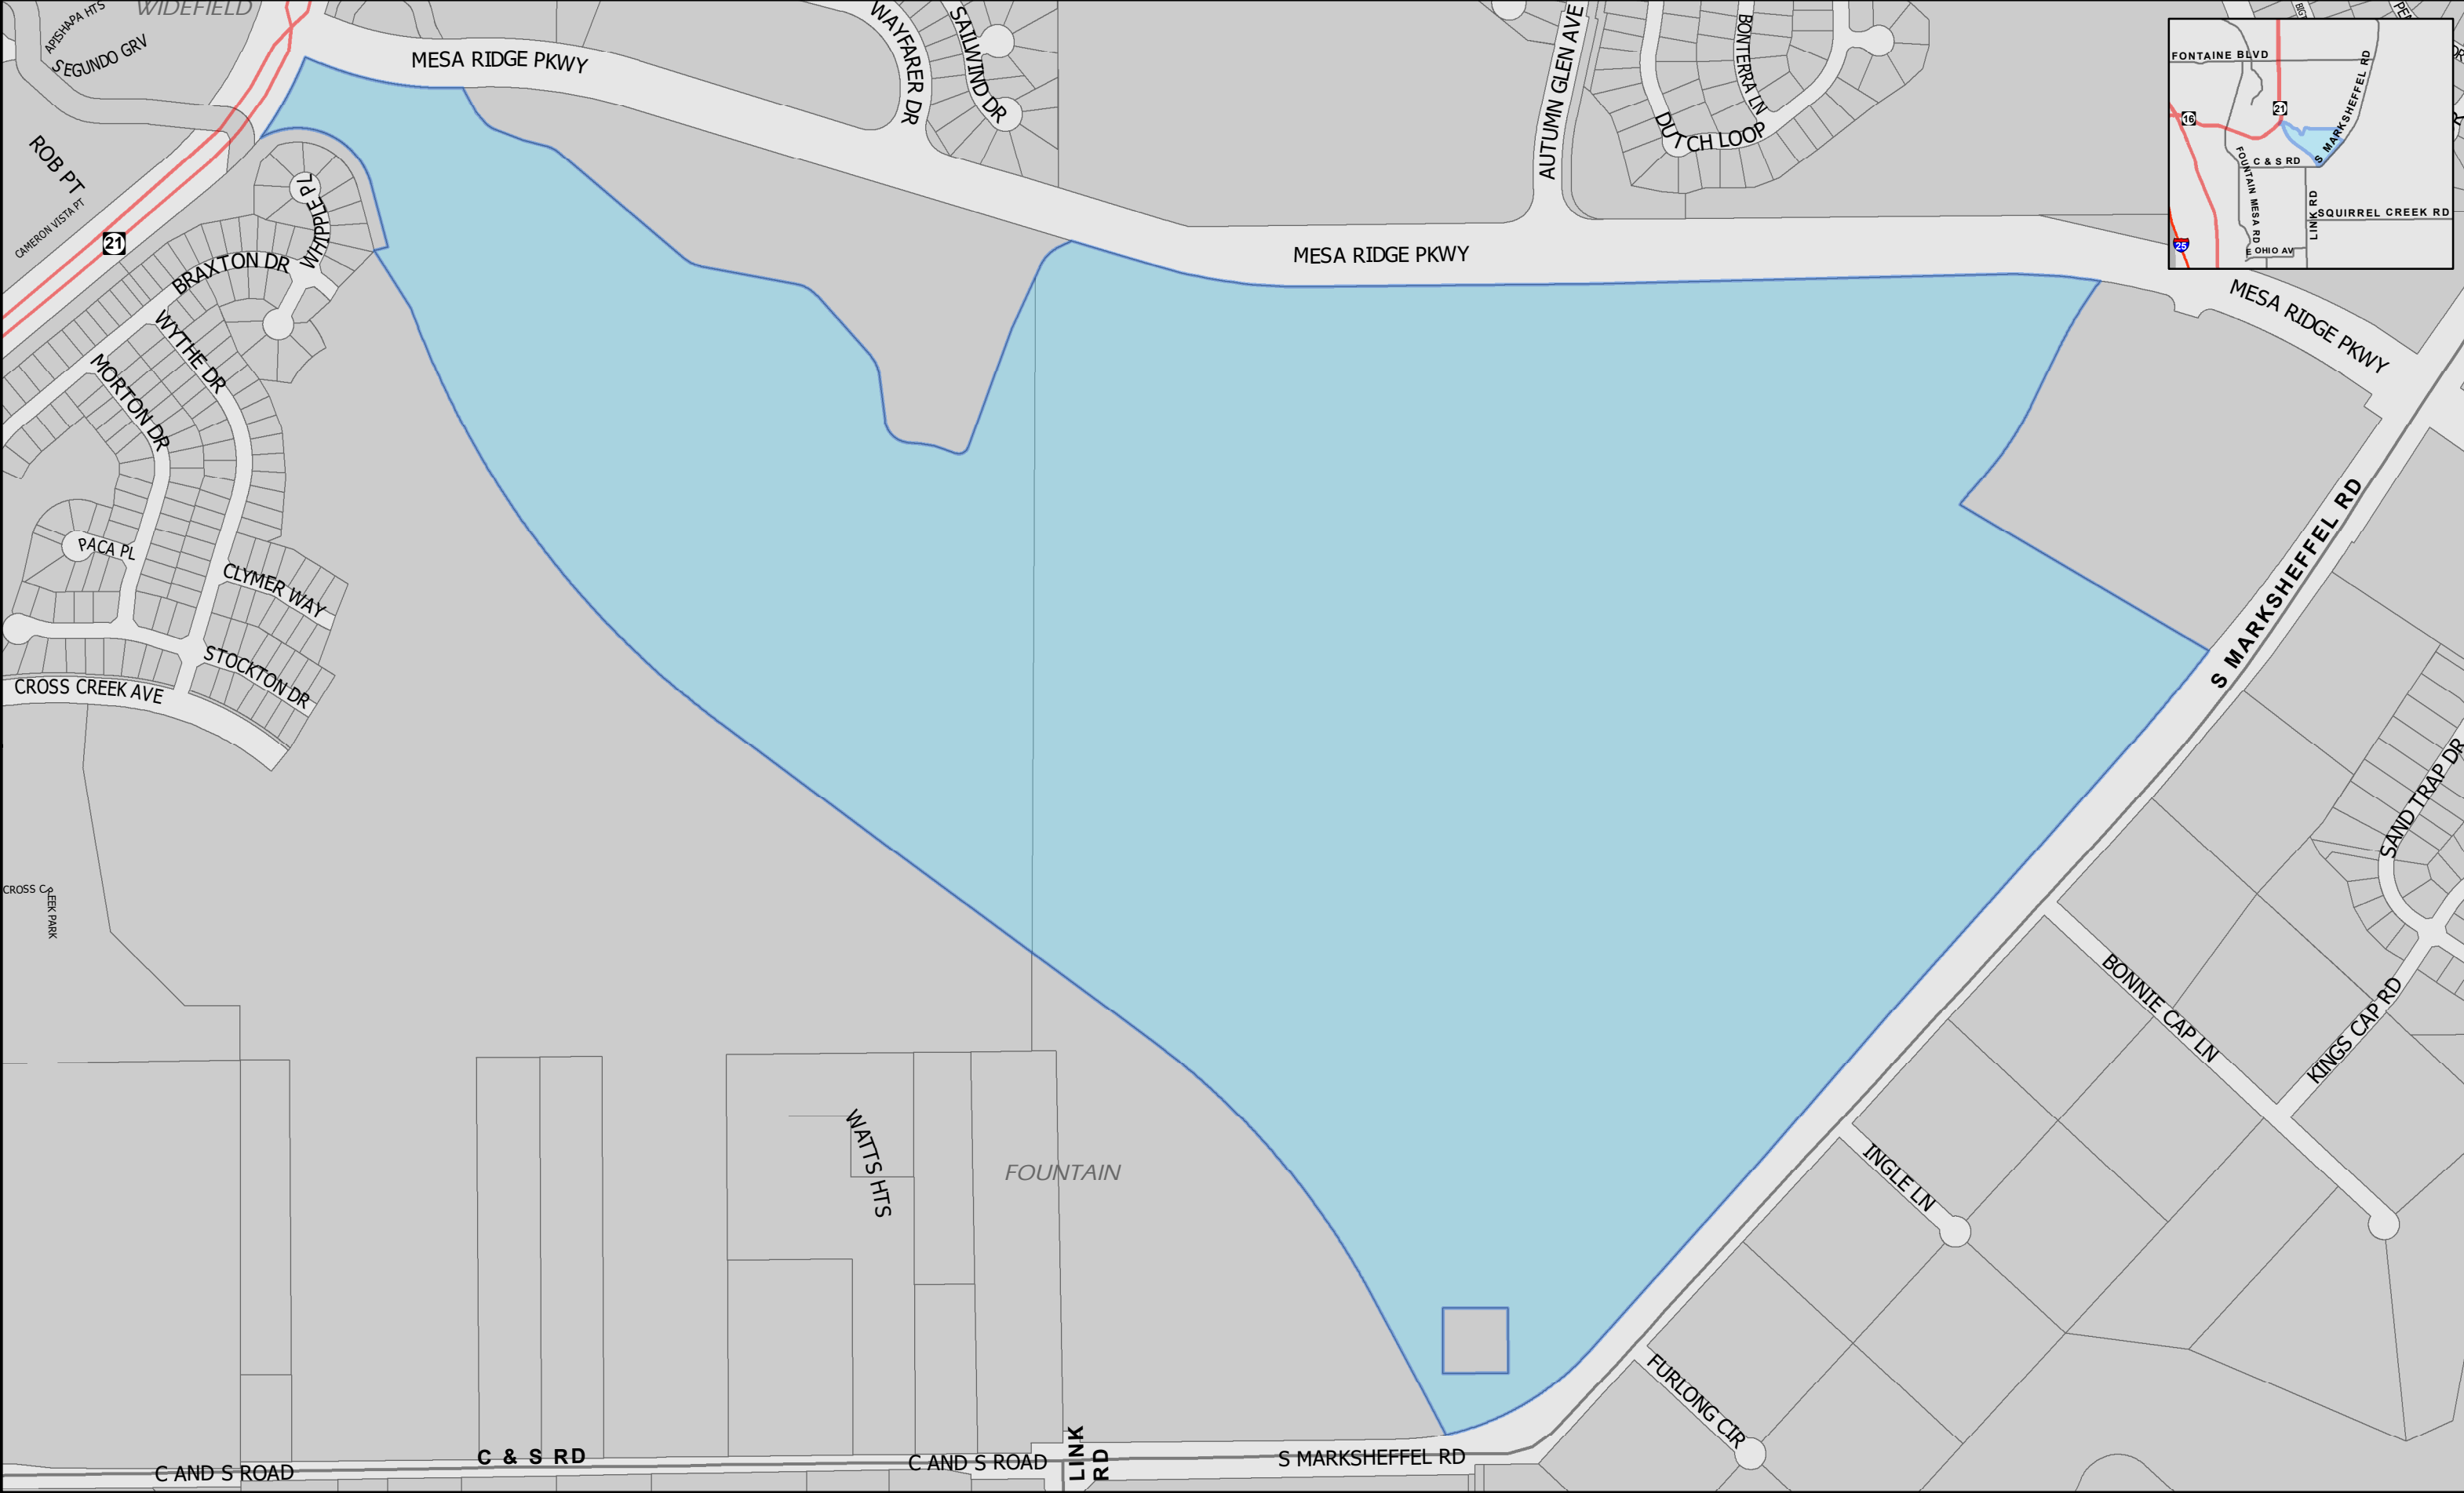 WIDEFIELD
APISHAPA HTS
SEGUNDO GRV
MESA RIDGE PKWY
WAYFARER DR
SAILWIND DR
AUTUMN GLEN AVE
BONTERRA LN
DUTCH LOOP
FONTAINE BLVD
S MARKSHEFFEL RD
21
16
C & S RD
FOUNTAIN MESA RD
LINK RD
SQUIRREL CREEK RD
E OHIO AV
25
ROB PT
CAMERON VISTA PT
21
WHIPPLE PL
BRAXTON DR
WYTHE DR
MORTON DR
MESA RIDGE PKWY
MESA RIDGE PKWY
PACA PL
CLYMER WAY
STOCKTON DR
CROSS CREEK AVE
S MARKSHEFFEL RD
SAND TRAP DR
CROSS CREEK PARK
BONNIE CAP LN
KINGS CAP RD
WATTS HTS
FOUNTAIN
INGLE LN
FURLONG CIR
C AND S ROAD
C & S RD
C AND S ROAD
LINK
RD
S MARKSHEFFEL RD